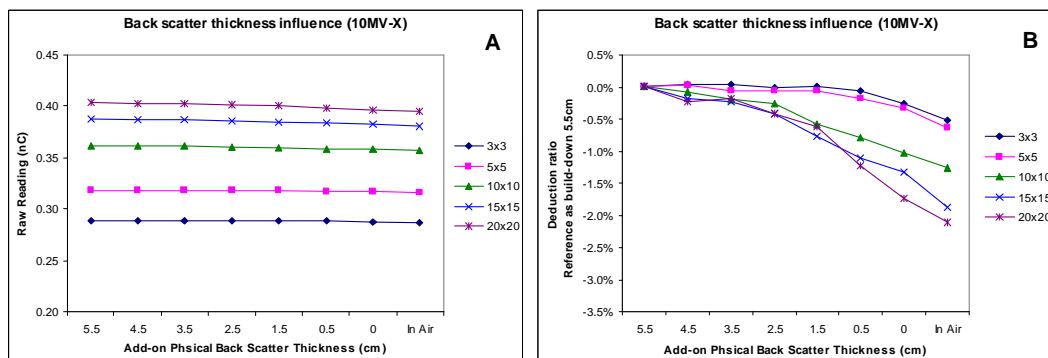 Back scatter thickness influence (10MV-X)
A
Raw Reading (nC)
0.45
0.40
0.35
0.30
0.25
0.20
5.5 4.5 3.5 2.5 1.5 0.5 0 In Air
Add-on Phsical Back Scatter Thickness (cm)
3x3
5x5
10x10
15x15
20x20
Back scatter thickness influence (10MV-X)
B
Deduction ratio
Reference as build-down 5.5cm
0.5%
0.0%
-0.5%
-1.0%
-1.5%
-2.0%
-2.5%
-3.0%
-3.5%
5.5 4.5 3.5 2.5 1.5 0.5 0 In Air
Add-on Phsical Back Scatter Thickness (cm)
3x3
5x5
10x10
15x15
20x20